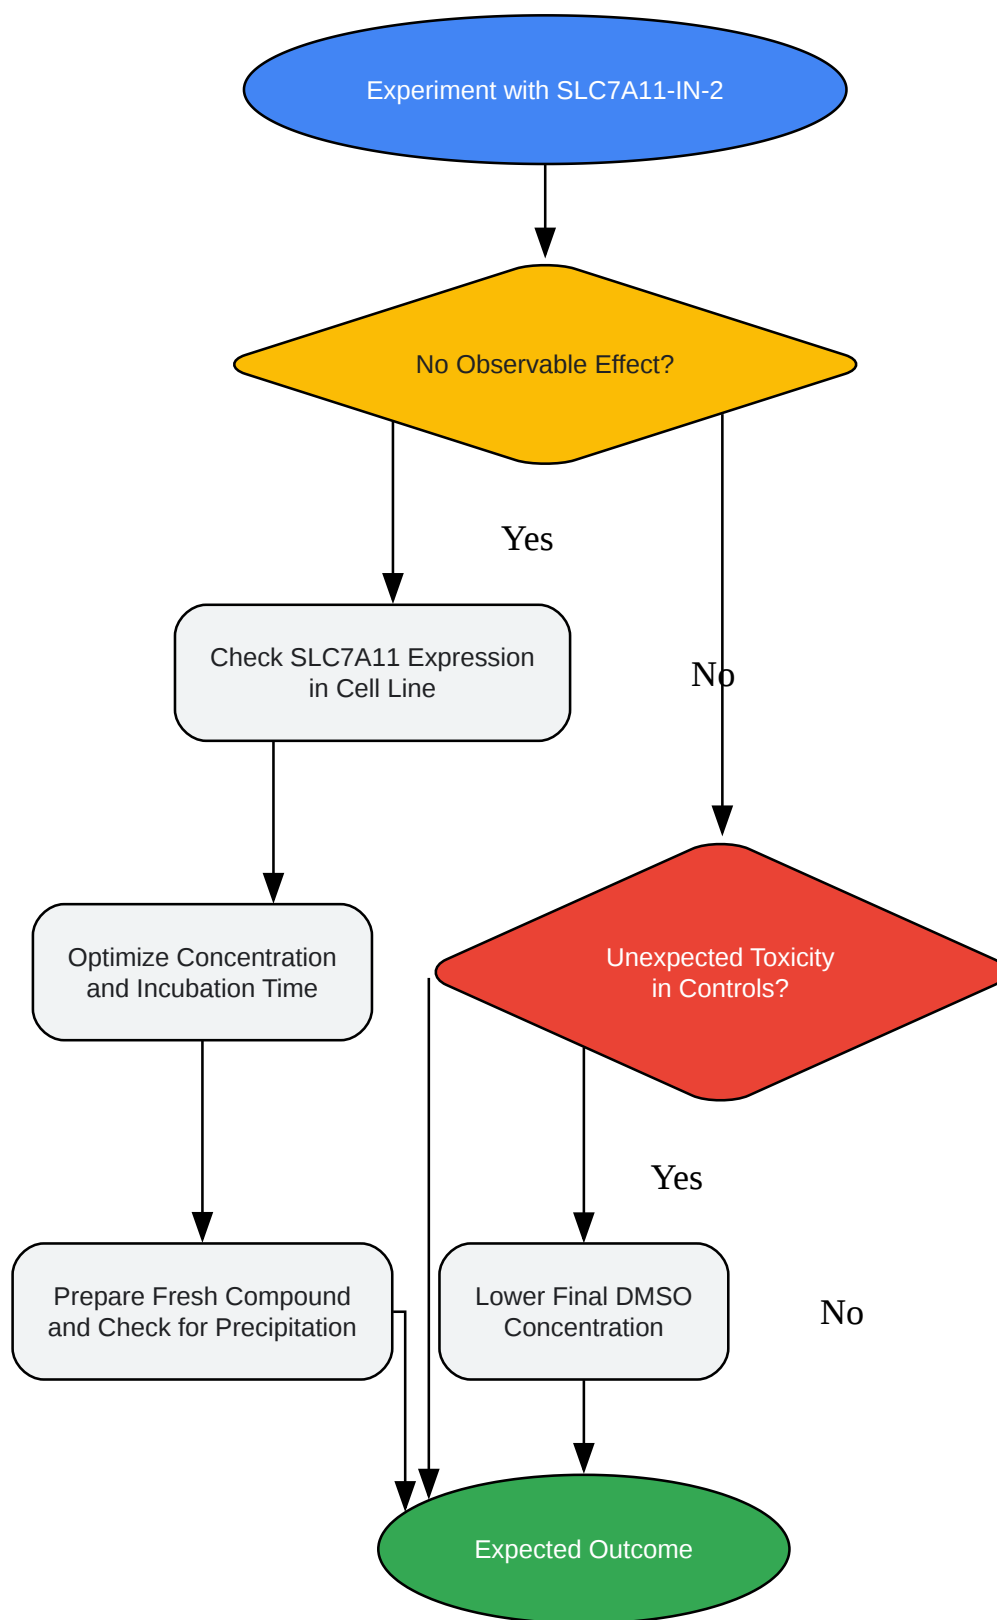 Experiment with SLC7A11-IN-2
No Observable Effect?
Yes
Check SLC7A11 Expression
in Cell Line
No
Optimize Concentration
and Incubation Time
Unexpected Toxicity
in Controls?
Yes
Prepare Fresh Compound
and Check for Precipitation
Lower Final DMSO
Concentration
No
Expected Outcome